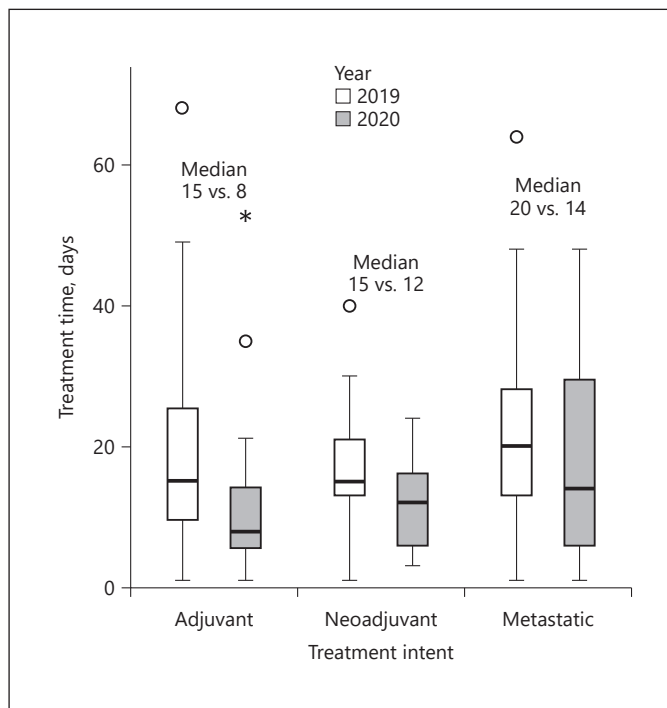 Year
2019
2020
Median
15 vs. 8
*
Median
20 vs. 14
Median
15 vs. 12
60
40
20
0
Treatment time, days
Adjuvant
Neoadjuvant
Metastatic
Treatment intent